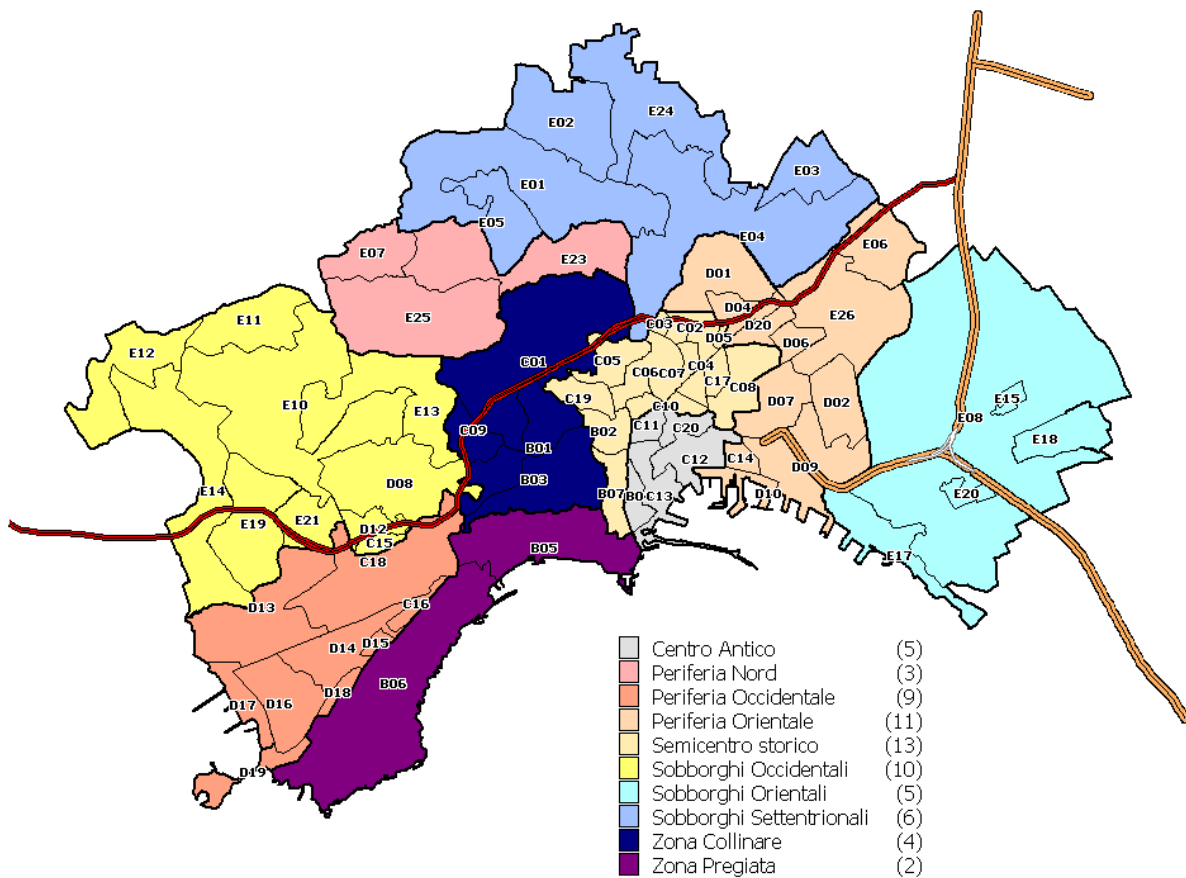 E24
E02
E03
E01
E05
E04
E06
E07
E23
D01
E25
D04
E26
C03
C02
D20
D05
D06
E11
E12
C01
C05
C06
C07
C04
C17
C08
E15
C19
D07
D02
E10
E13
C10
E08
C09
B02
C11
C20
E18
B01
C12
C14
D09
B03
D08
E14
B07
C13
D10
E20
E19
E21
D12
C15
B05
E17
C18
C16
D13
D14
D15
B06
D18
D17
D16
D19
Centro Antico (5)
Periferia Nord (3)
Periferia Occidentale (9)
Periferia Orientale (11)
Semicentro storico (13)
Sobborghi Occidentali (10)
Sobborghi Orientali (5)
Sobborghi Settentrionali (6)
Zona Collinare (4)
Zona Pregiata (2)